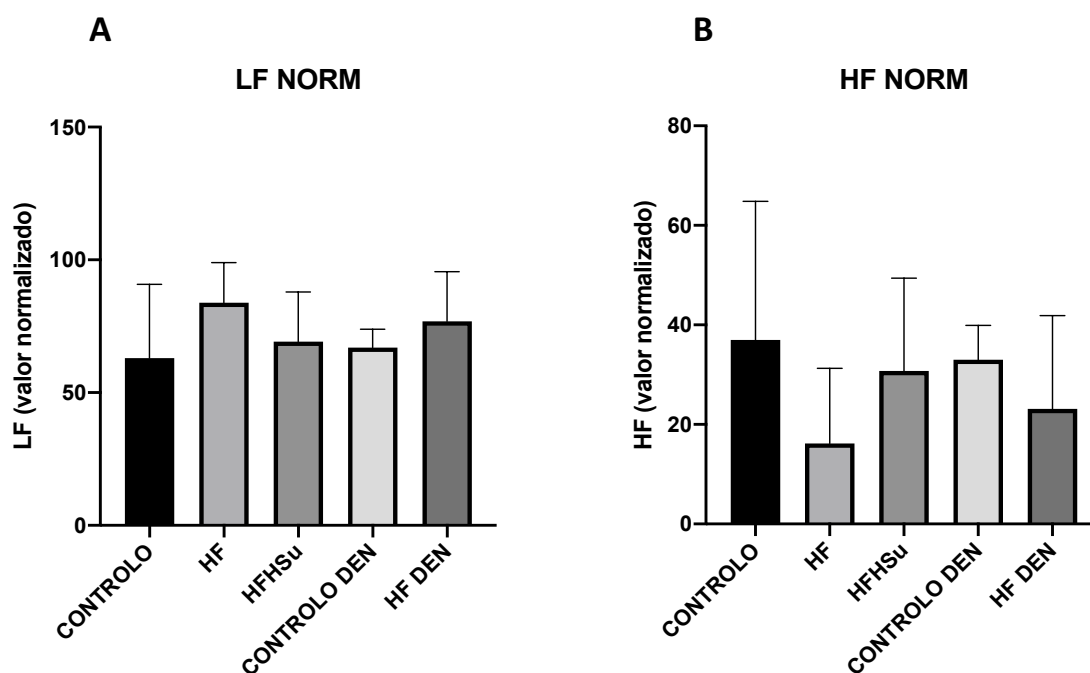 A
LF NORM
LF (valor normalizado)
150
100
50
0
CONTROLO
HF
HFHSu
CONTROLO DEN
HF DEN
B
HF NORM
HF (valor normalizado)
80
60
40
20
0
CONTROLO
HF
HFHSu
CONTROLO DEN
HF DEN